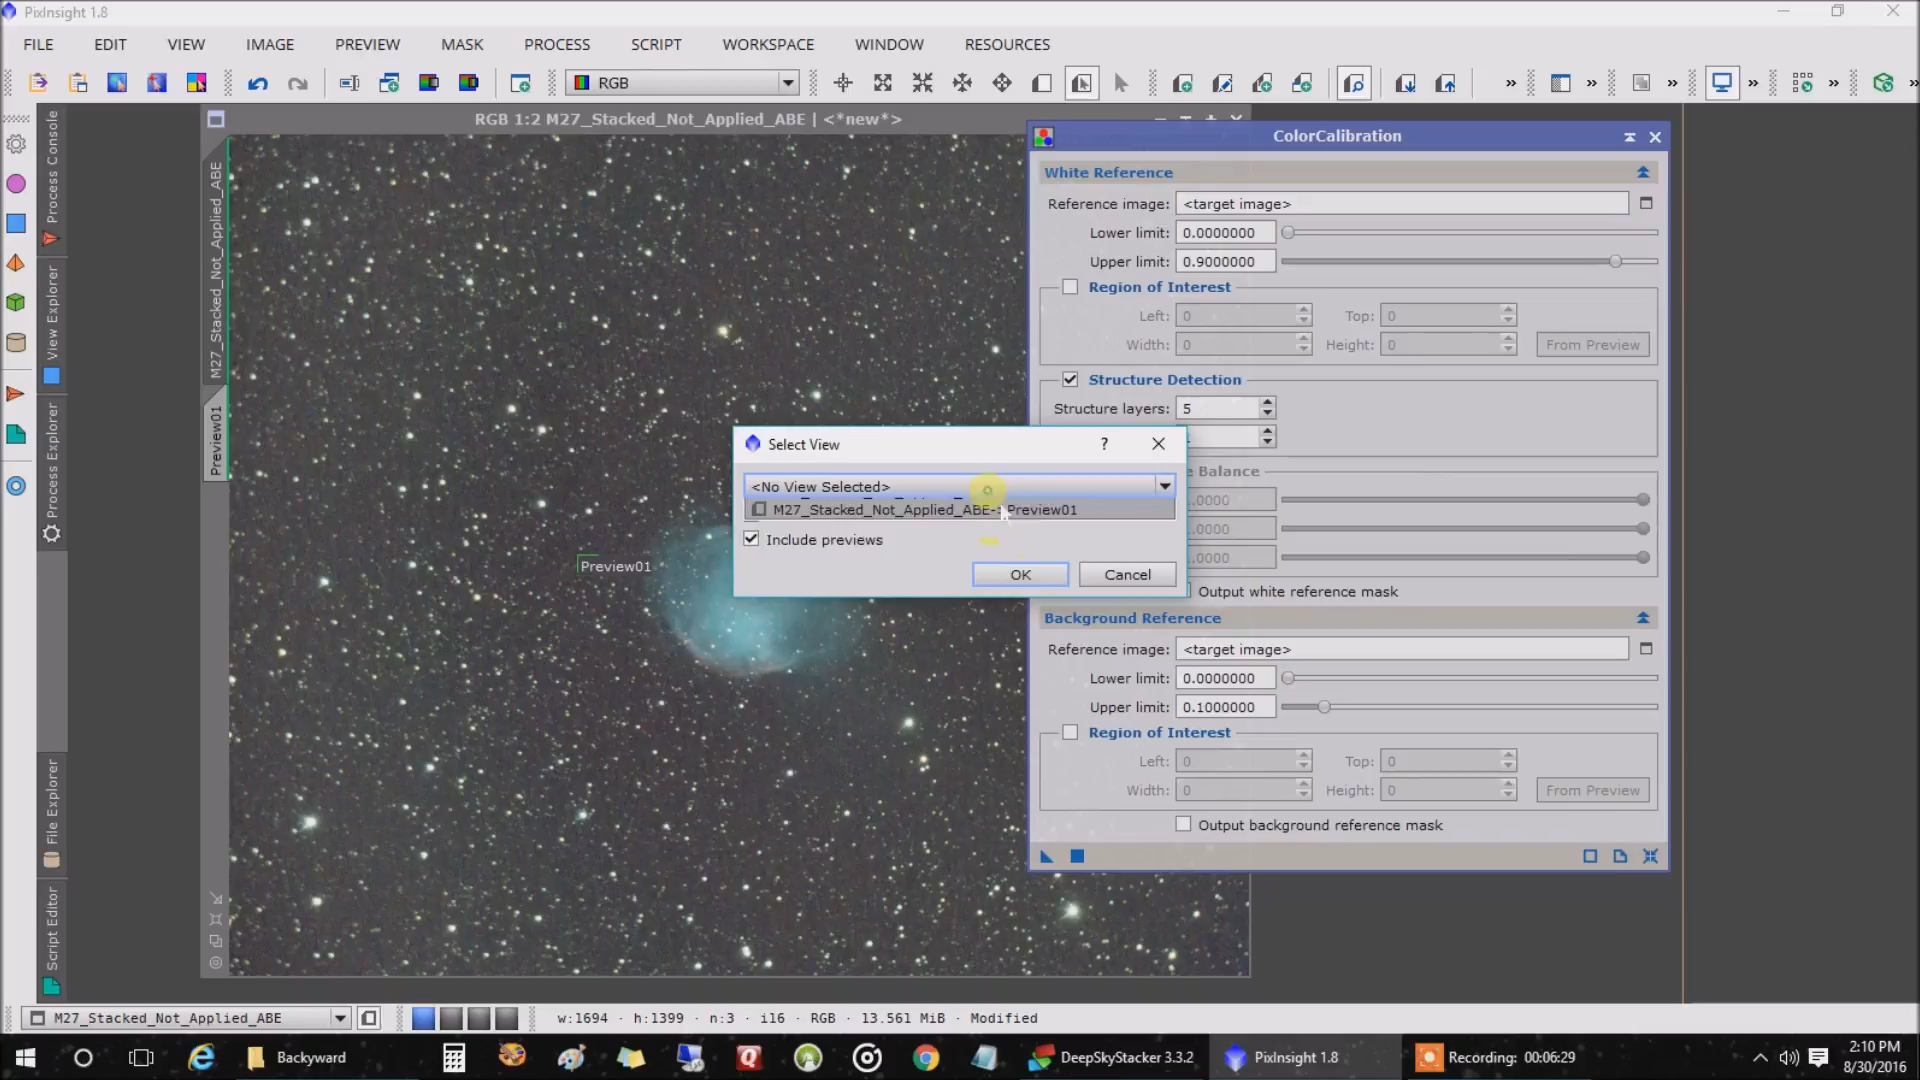 PixInsight 1.8
FILE EDIT VIEW IMAGE PREVIEW MASK PROCESS SCRIPT WORKSPACE WINDOW RESOURCES
RGB
RGB 1:2 M27_Stacked_Not_Applied_ABE | <*new*>
Process Console
View Explorer
Process Explorer
File Explorer
Script Editor
M27_Stacked_Not_Applied_ABE
Preview01
Preview01
ColorCalibration
White Reference
Reference image: <target image>
Lower limit: 0.0000000
Upper limit: 0.9000000
Region of Interest
Left: 0 Top: 0
Width: 0 Height: 0 From Preview
Structure Detection
Structure layers: 5
Select View ?
<No View Selected>
M27_Stacked_Not_Applied_ABE->Preview01
Include previews
OK Cancel
Balance
.0000
.0000
.0000
Output white reference mask
Background Reference
Reference image: <target image>
Lower limit: 0.0000000
Upper limit: 0.1000000
Region of Interest
Left: 0 Top: 0
Width: 0 Height: 0 From Preview
Output background reference mask
M27_Stacked_Not_Applied_ABE w:1694 · h:1399 · n:3 · i16 · RGB · 13.561 MiB · Modified
Backyward DeepSkyStacker 3.3.2 PixInsight 1.8 Recording: 00:06:29
2:10 PM
8/30/2016